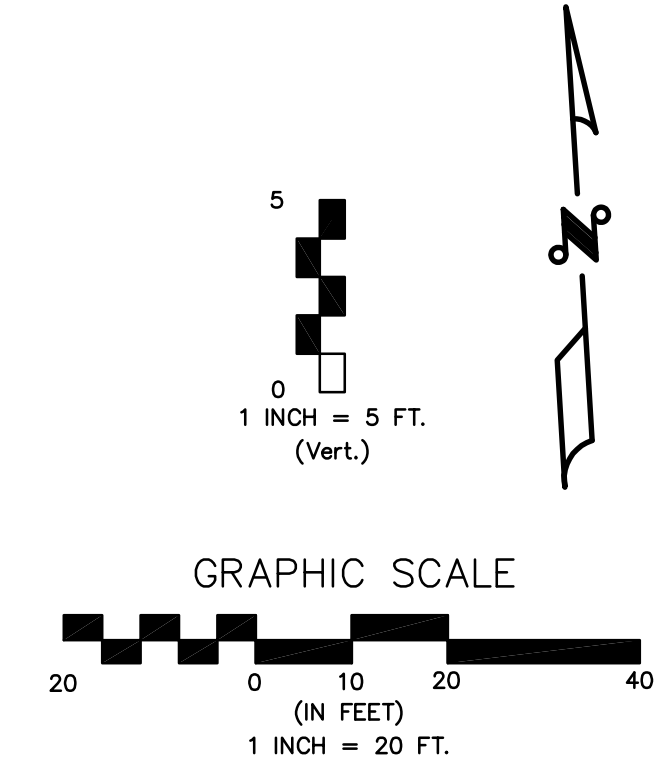 5
N
0
1 INCH = 5 FT.
(Vert.)
GRAPHIC SCALE
20 0 10 20 40
(IN FEET)
1 INCH = 20 FT.